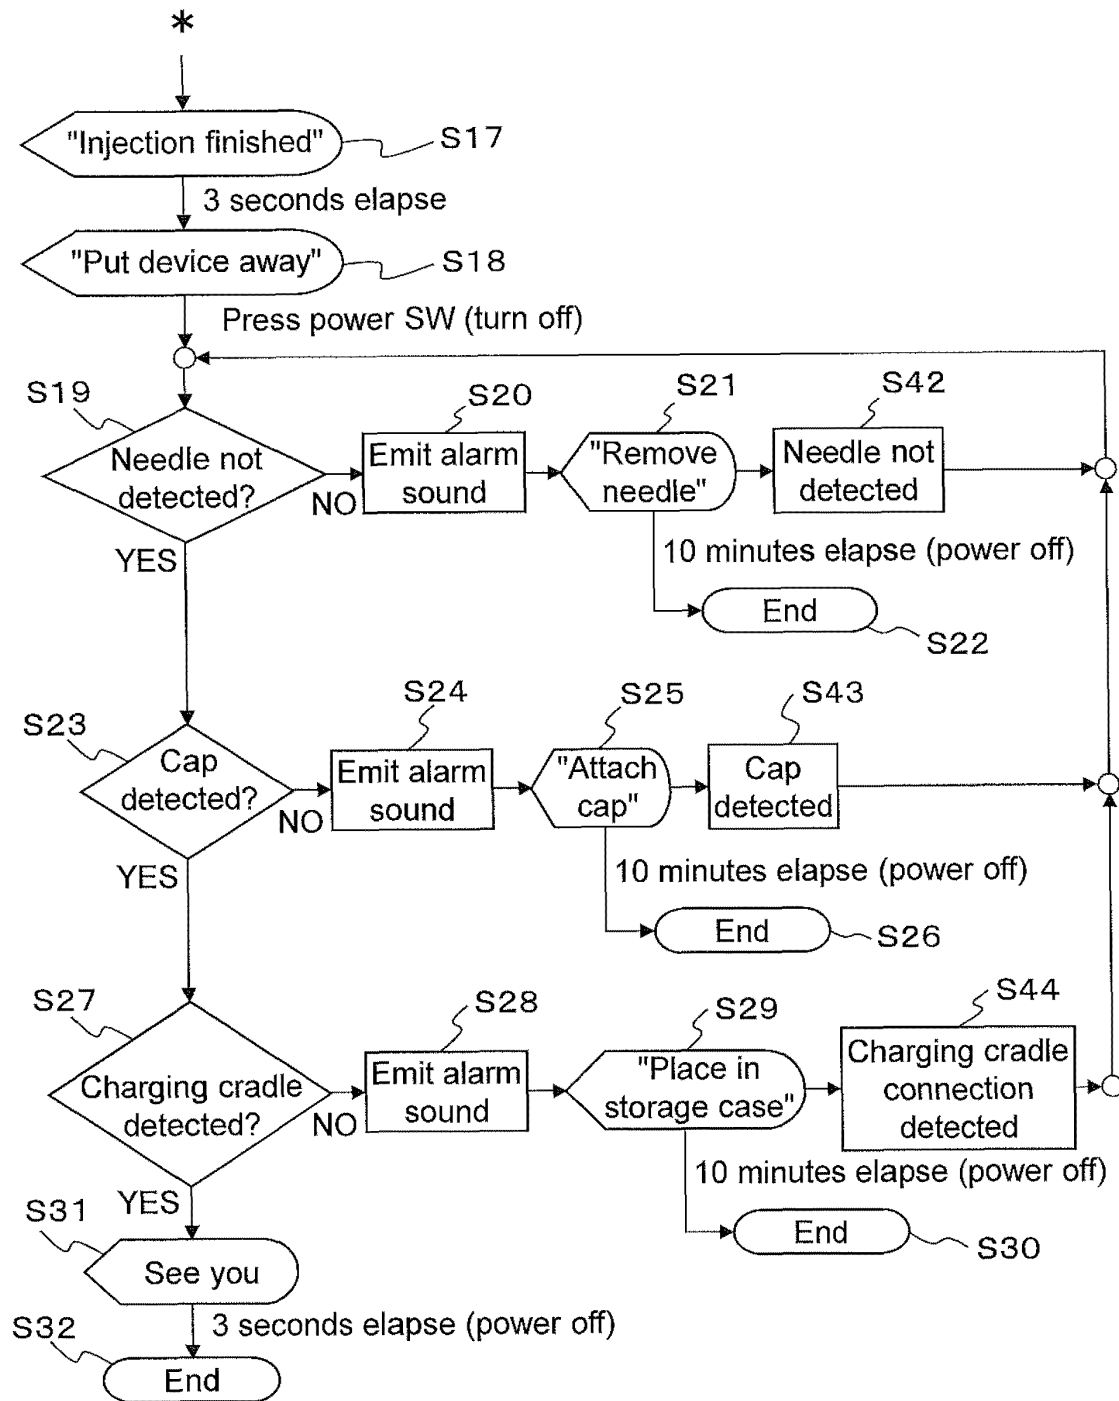 *
"Injection finished"
S17
3 seconds elapse
"Put device away"
S18
Press power SW (turn off)
S19
Needle not
detected?
NO
YES
S20
Emit alarm
sound
S21
"Remove
needle"
S42
Needle not
detected
10 minutes elapse (power off)
End
S22
S23
Cap
detected?
NO
YES
S24
Emit alarm
sound
S25
"Attach
cap"
S43
Cap
detected
10 minutes elapse (power off)
End
S26
S27
Charging cradle
detected?
NO
YES
S28
Emit alarm
sound
S29
"Place in
storage case"
S44
Charging cradle
connection
detected
10 minutes elapse (power off)
End
S30
S31
See you
3 seconds elapse (power off)
S32
End